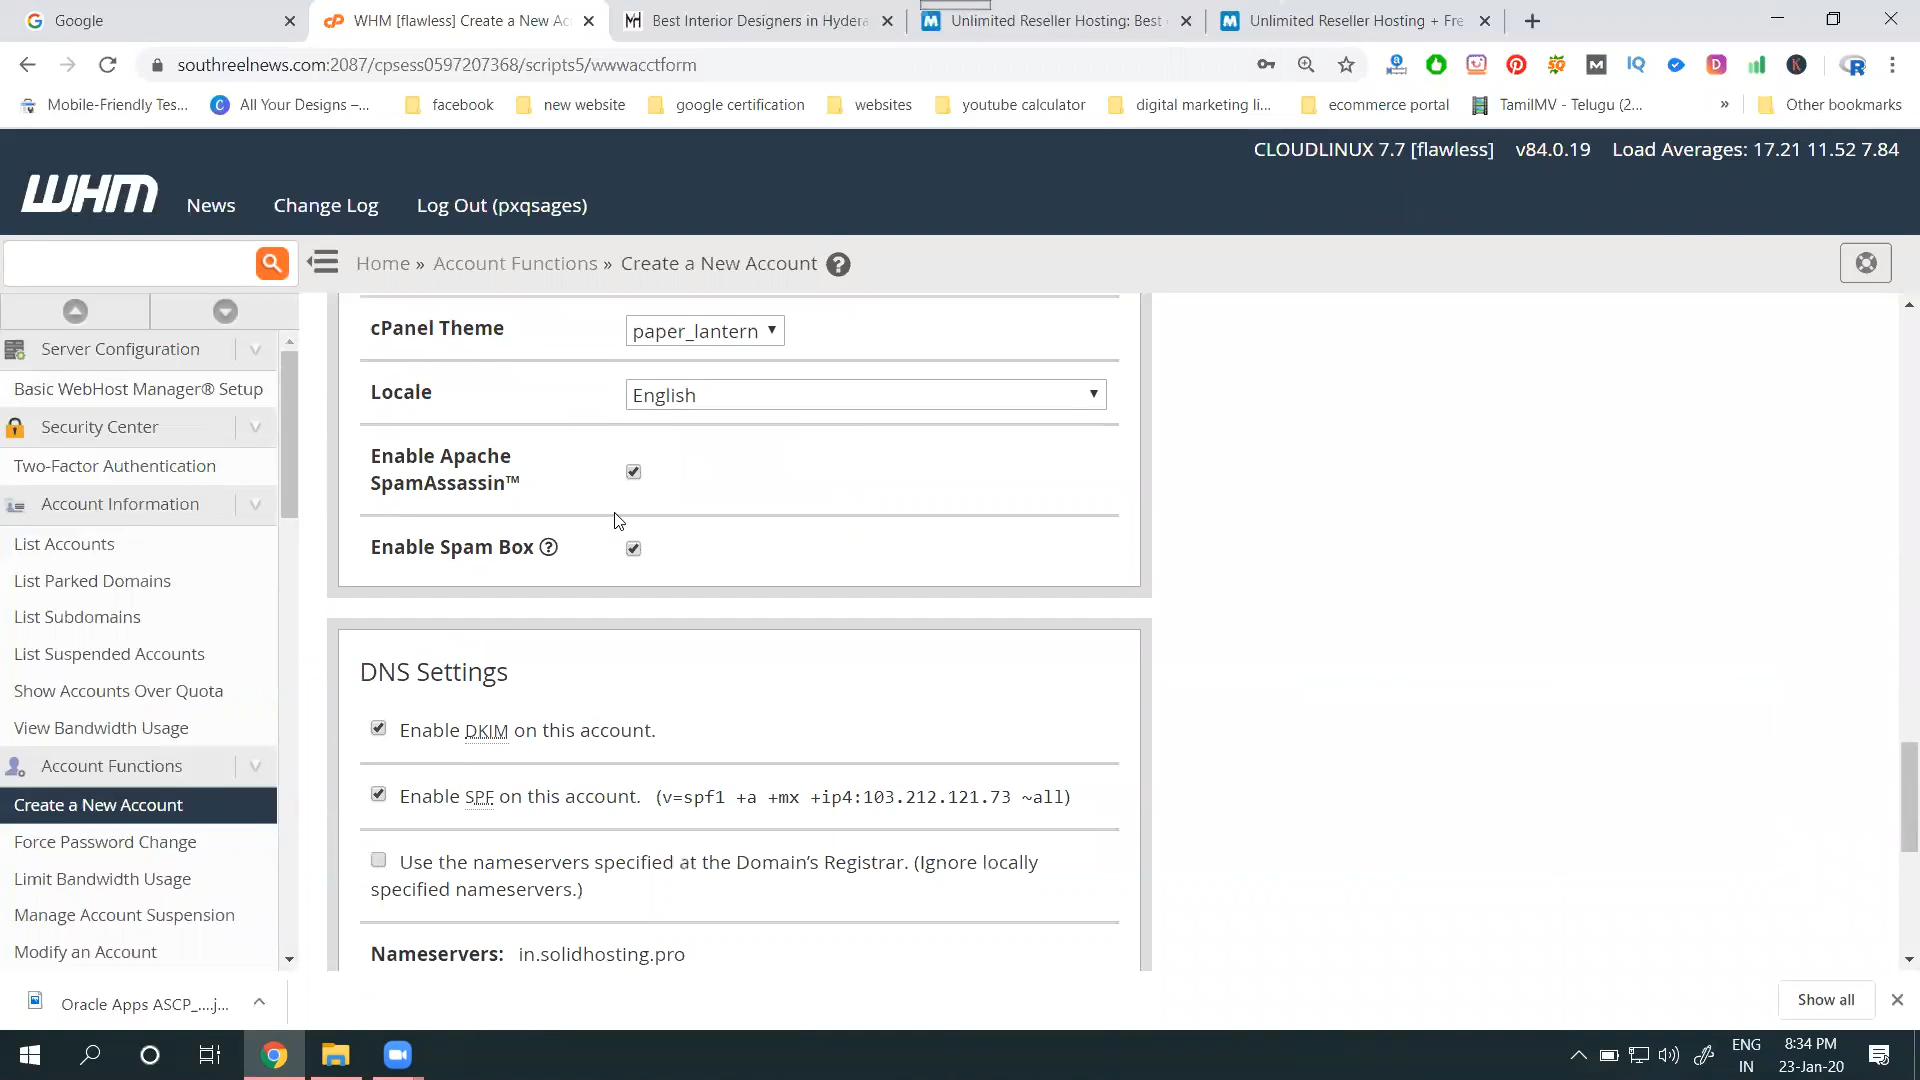 Google
WHM [flawless] Create a New Acc
Best Interior Designers in Hydera
Unlimited Reseller Hosting: Best
Unlimited Reseller Hosting + Fre
southreelnews.com:2087/cpsess0597207368/scripts5/wwwacctform
Mobile-Friendly Tes...
All Your Designs –...
facebook
new website
google certification
websites
youtube calculator
digital marketing li...
ecommerce portal
TamilMV - Telugu (2...
»
Other bookmarks
CLOUDLINUX 7.7 [flawless] v84.0.19 Load Averages: 17.21 11.52 7.84
WHM
News
Change Log
Log Out (pxqsages)
Home » Account Functions » Create a New Account
Server Configuration
Basic WebHost Manager® Setup
Security Center
Two-Factor Authentication
Account Information
List Accounts
List Parked Domains
List Subdomains
List Suspended Accounts
Show Accounts Over Quota
View Bandwidth Usage
Account Functions
Create a New Account
Force Password Change
Limit Bandwidth Usage
Manage Account Suspension
Modify an Account
cPanel Theme
paper_lantern
Locale
English
Enable Apache
SpamAssassin™
Enable Spam Box
DNS Settings
Enable DKIM on this account.
Enable SPF on this account. (v=spf1 +a +mx +ip4:103.212.121.73 ~all)
Use the nameservers specified at the Domain's Registrar. (Ignore locally
specified nameservers.)
Nameservers: in.solidhosting.pro
Oracle Apps ASCP_....j...
Show all
ENG
IN
8:34 PM
23-Jan-20